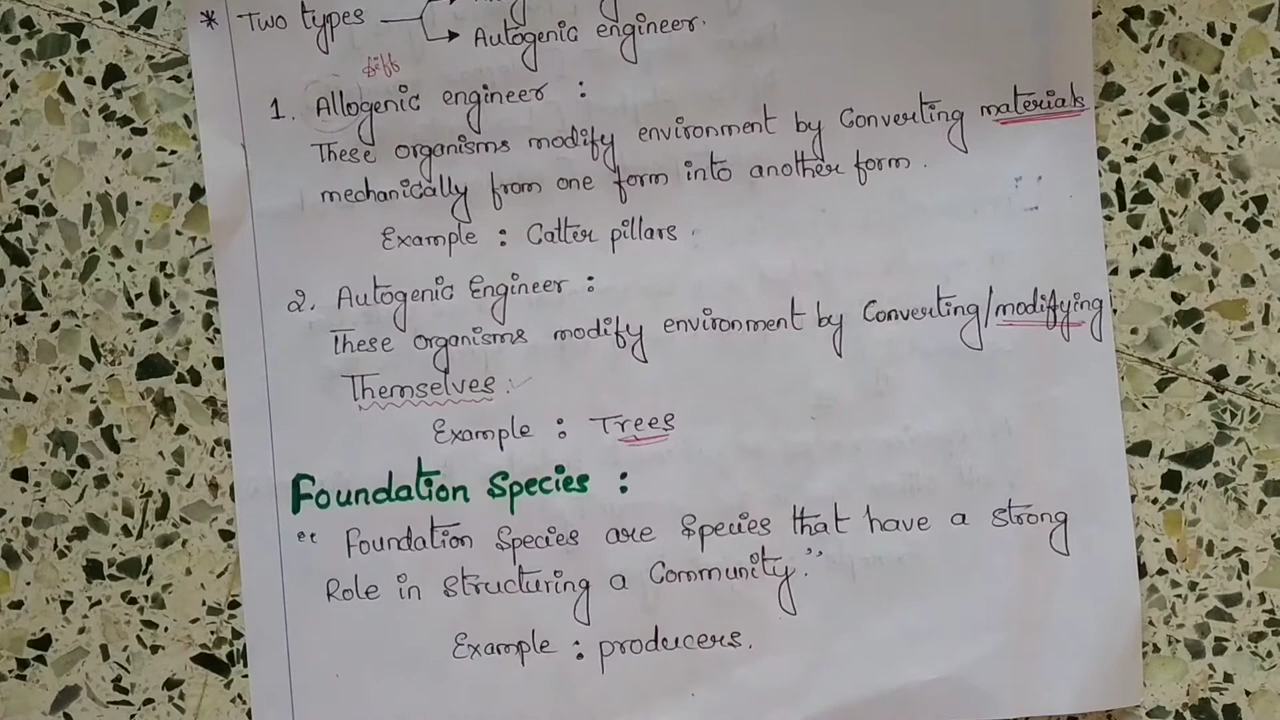 * Two types
Autogenic engineer.
diff
1. Allogenic engineer :
These organisms modify environment by Converting materials
mechanically from one form into another form.
Example : Catter pillars.
2. Autogenic Engineer :
These organisms modify environment by Converting/modifying
Themselves.
Example : Trees
Foundation Species :
"Foundation Species are Species that have a strong
Role in structuring a Community."
Example : producers.